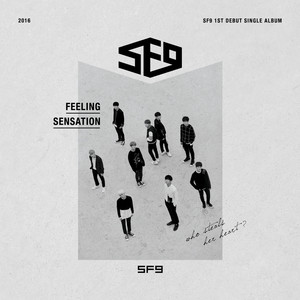 2016
SF9 1ST DEBUT SINGLE ALBUM
SF9
FEELING
SENSATION
who steals
her heart~?
SF9